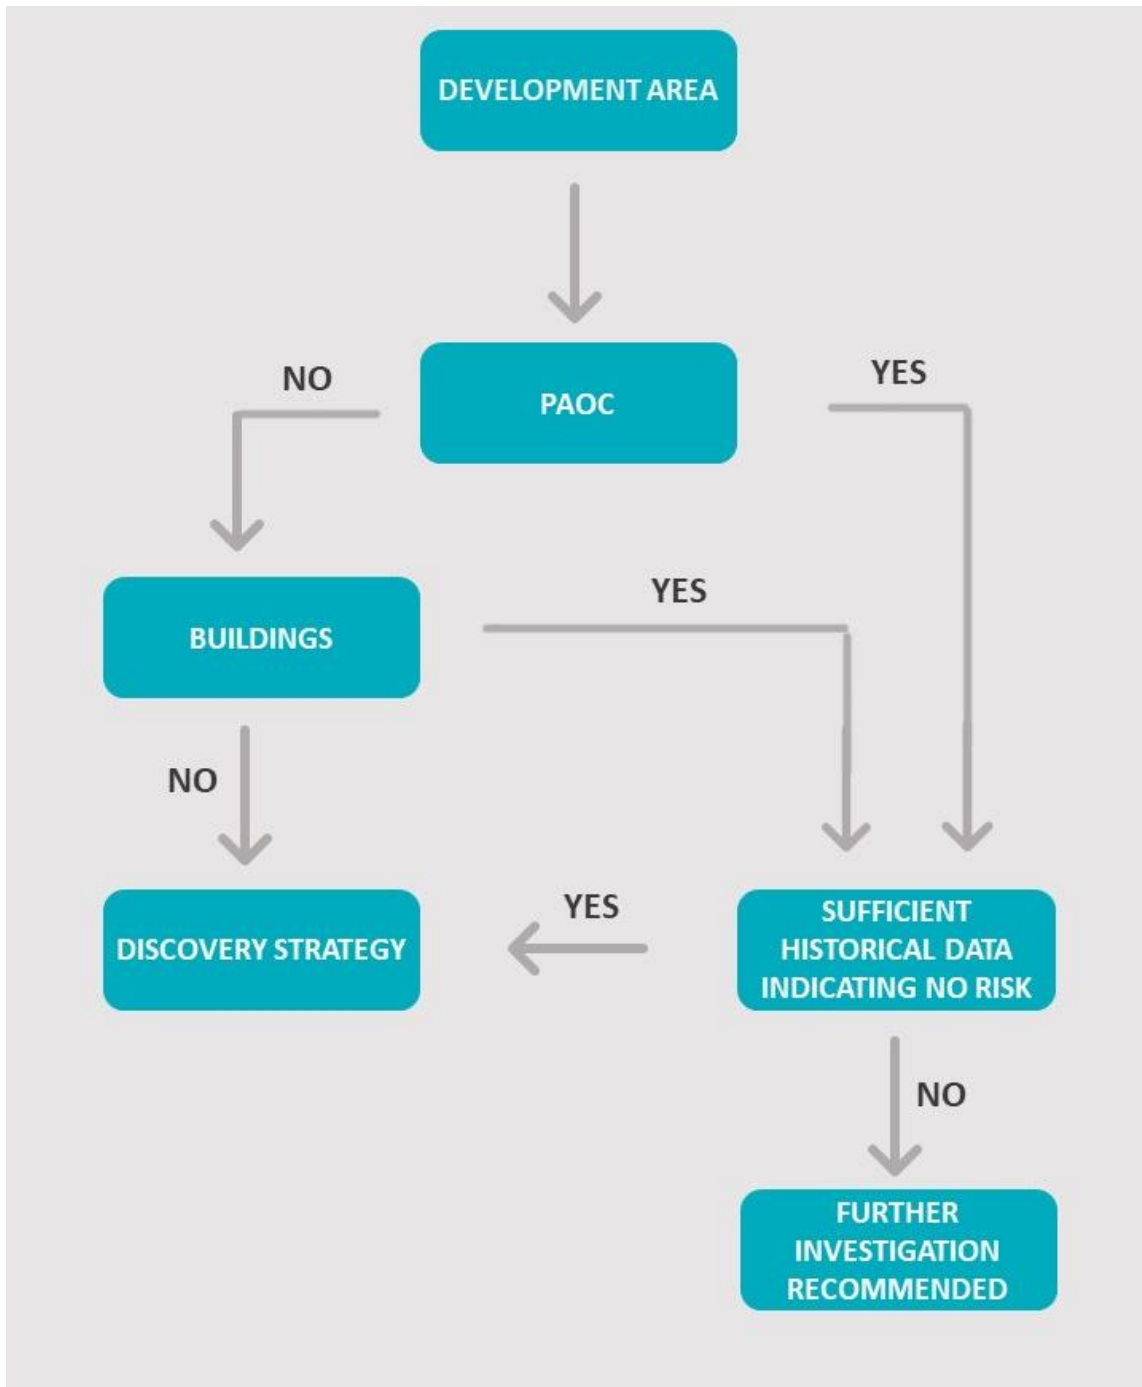 DEVELOPMENT AREA
NO
PAOC
YES
BUILDINGS
YES
NO
DISCOVERY STRATEGY
YES
SUFFICIENT
HISTORICAL DATA
INDICATING NO RISK
NO
FURTHER
INVESTIGATION
RECOMMENDED